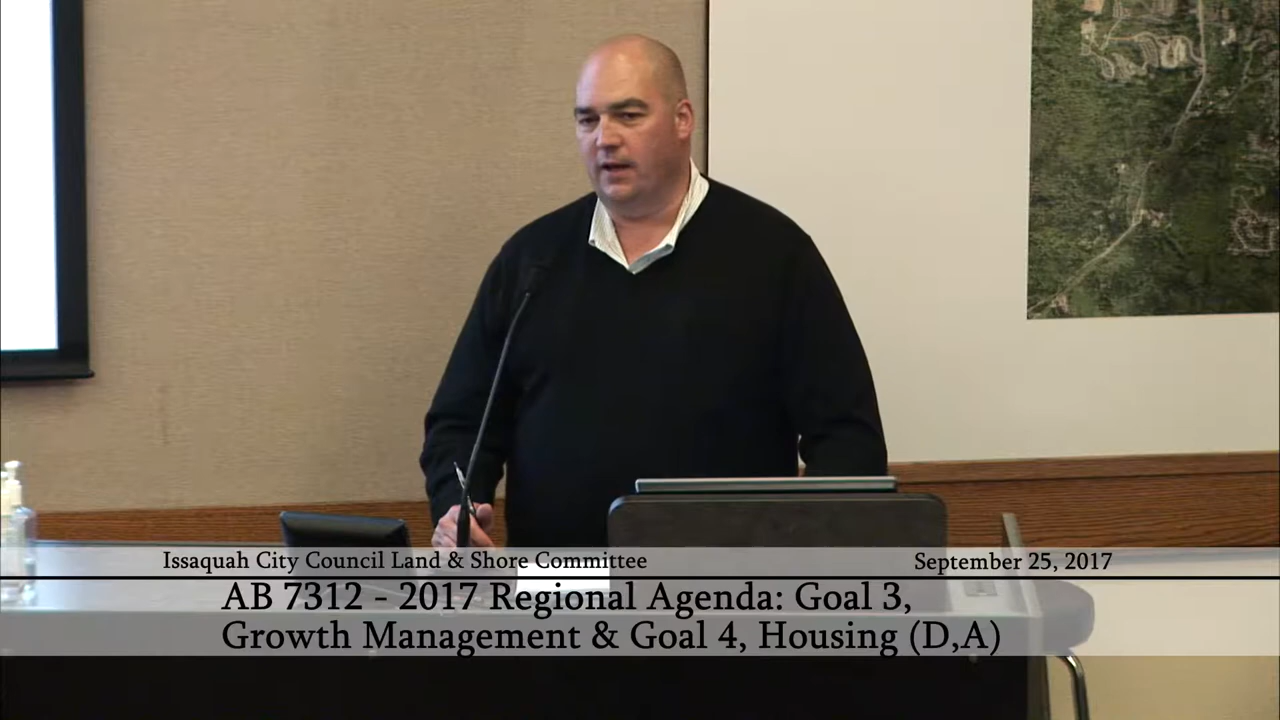 Issaquah City Council Land & Shore Committee
September 25, 2017
AB 7312 - 2017 Regional Agenda: Goal 3,
Growth Management & Goal 4, Housing (D,A)